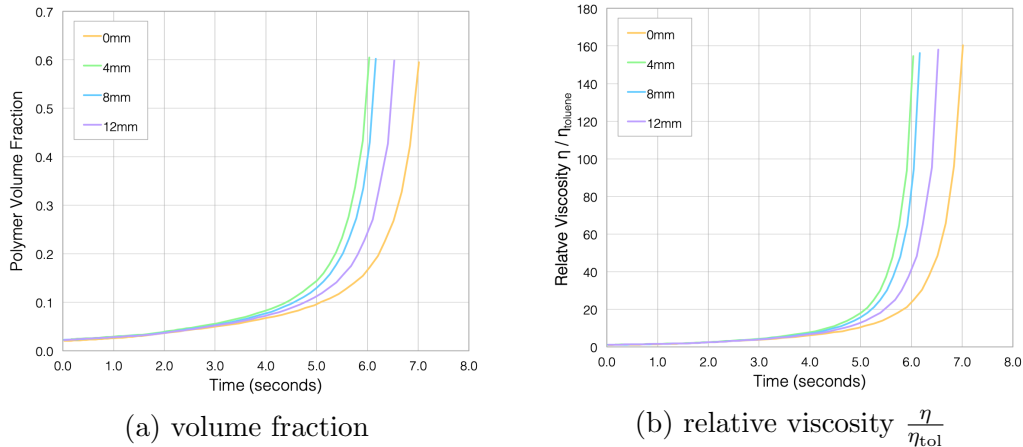 0.7
0.6
0.5
0.4
0.3
0.2
0.1
0.0
0.0 1.0 2.0 3.0 4.0 5.0 6.0 7.0 8.0
Polymer Volume Fraction
Time (seconds)
0mm
4mm
8mm
12mm
(a) volume fraction
180
160
140
120
100
80
60
40
20
0
0.0 1.0 2.0 3.0 4.0 5.0 6.0 7.0 8.0
Relatve Viscosity η / η_toluene
Time (seconds)
0mm
4mm
8mm
12mm
(b) relative viscosity η/η_tol